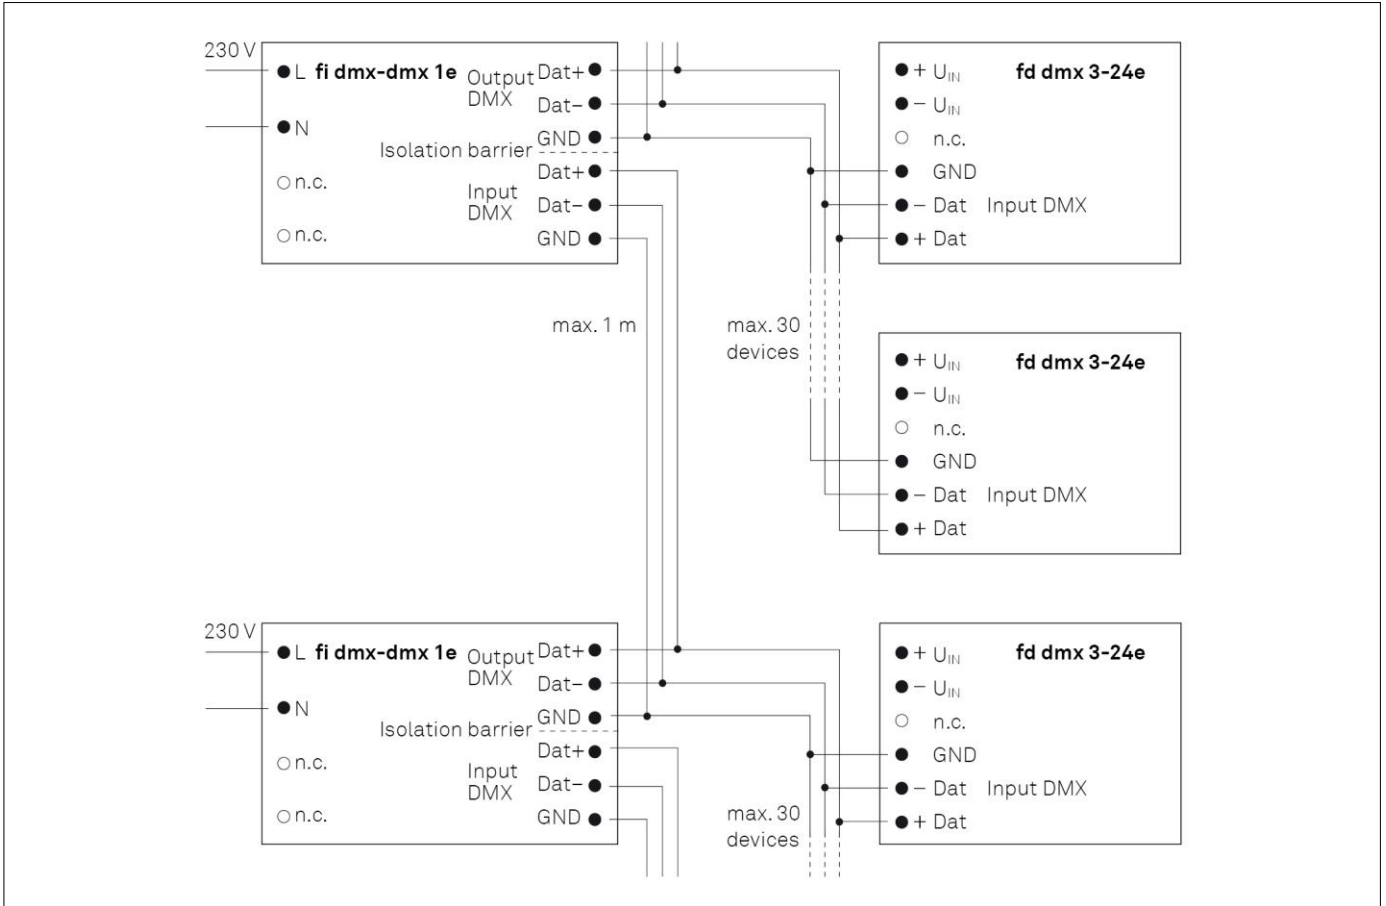 230 V
L fi dmx-dmx 1e
Output DMX
Dat+
Dat–
N
GND
Isolation barrier
n.c.
Input DMX
Dat+
Dat–
n.c.
GND
+ UIN fd dmx 3-24e
– UIN
n.c.
GND
– Dat Input DMX
+ Dat
max. 1 m
max. 30
devices
+ UIN fd dmx 3-24e
– UIN
n.c.
GND
– Dat Input DMX
+ Dat
230 V
L fi dmx-dmx 1e
Output DMX
Dat+
Dat–
N
GND
Isolation barrier
n.c.
Input DMX
Dat+
Dat–
n.c.
GND
+ UIN fd dmx 3-24e
– UIN
n.c.
GND
– Dat Input DMX
+ Dat
max. 30
devices